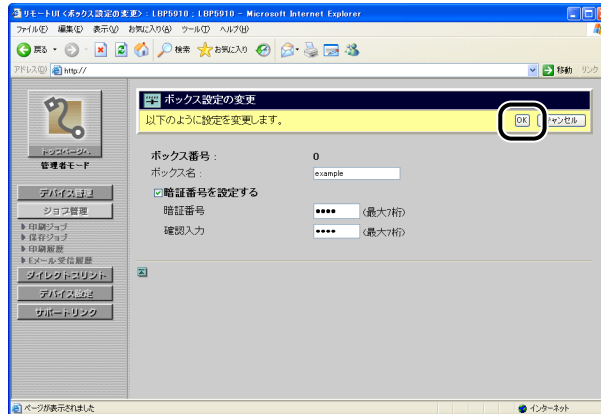 リモートUI <ボックス設定の変更> : LBP5910 ; LBP5910 - Microsoft Internet Explorer
ファイル(F) 編集(E) 表示(V) お気に入り(A) ツール(T) ヘルプ(H)
戻る 検索 お気に入り
アドレス(D) http:// 移動 リンク
ボックス設定の変更
以下のように設定を変更します。 OK キャンセル
トップページへ
管理者モード
ボックス番号 : 0
ボックス名 : example
暗証番号を設定する
暗証番号 •••• (最大7桁)
確認入力 •••• (最大7桁)
デバイス管理
ジョブ管理
印刷ジョブ
保存ジョブ
印刷履歴
Eメール受信履歴
ダイレクトプリント
デバイス設定
サポートリンク
ページが表示されました インターネット